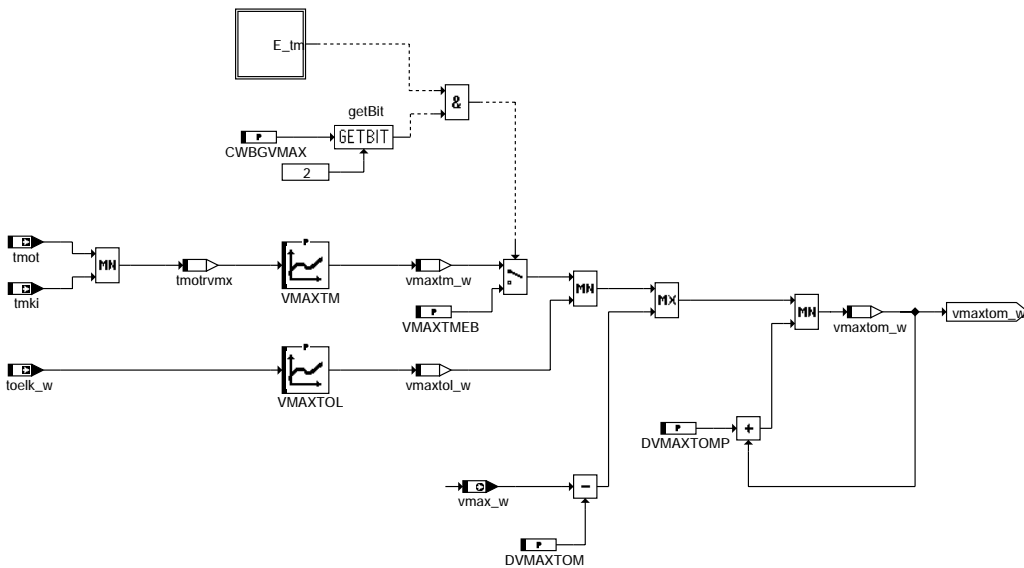 E_tm
&
getBit
P
GETBIT
CWBGVMAX
2
tmot
MN
tmki
tmotrvmx
P
VMAXTM
vmaxtm_w
P
VMAXTMEB
MN
MX
MN
vmaxtom_w
vmaxtom_w
toelk_w
P
VMAXTOL
vmaxtol_w
P
DVMAXTOMP
+
vmax_w
-
P
DVMAXTOM